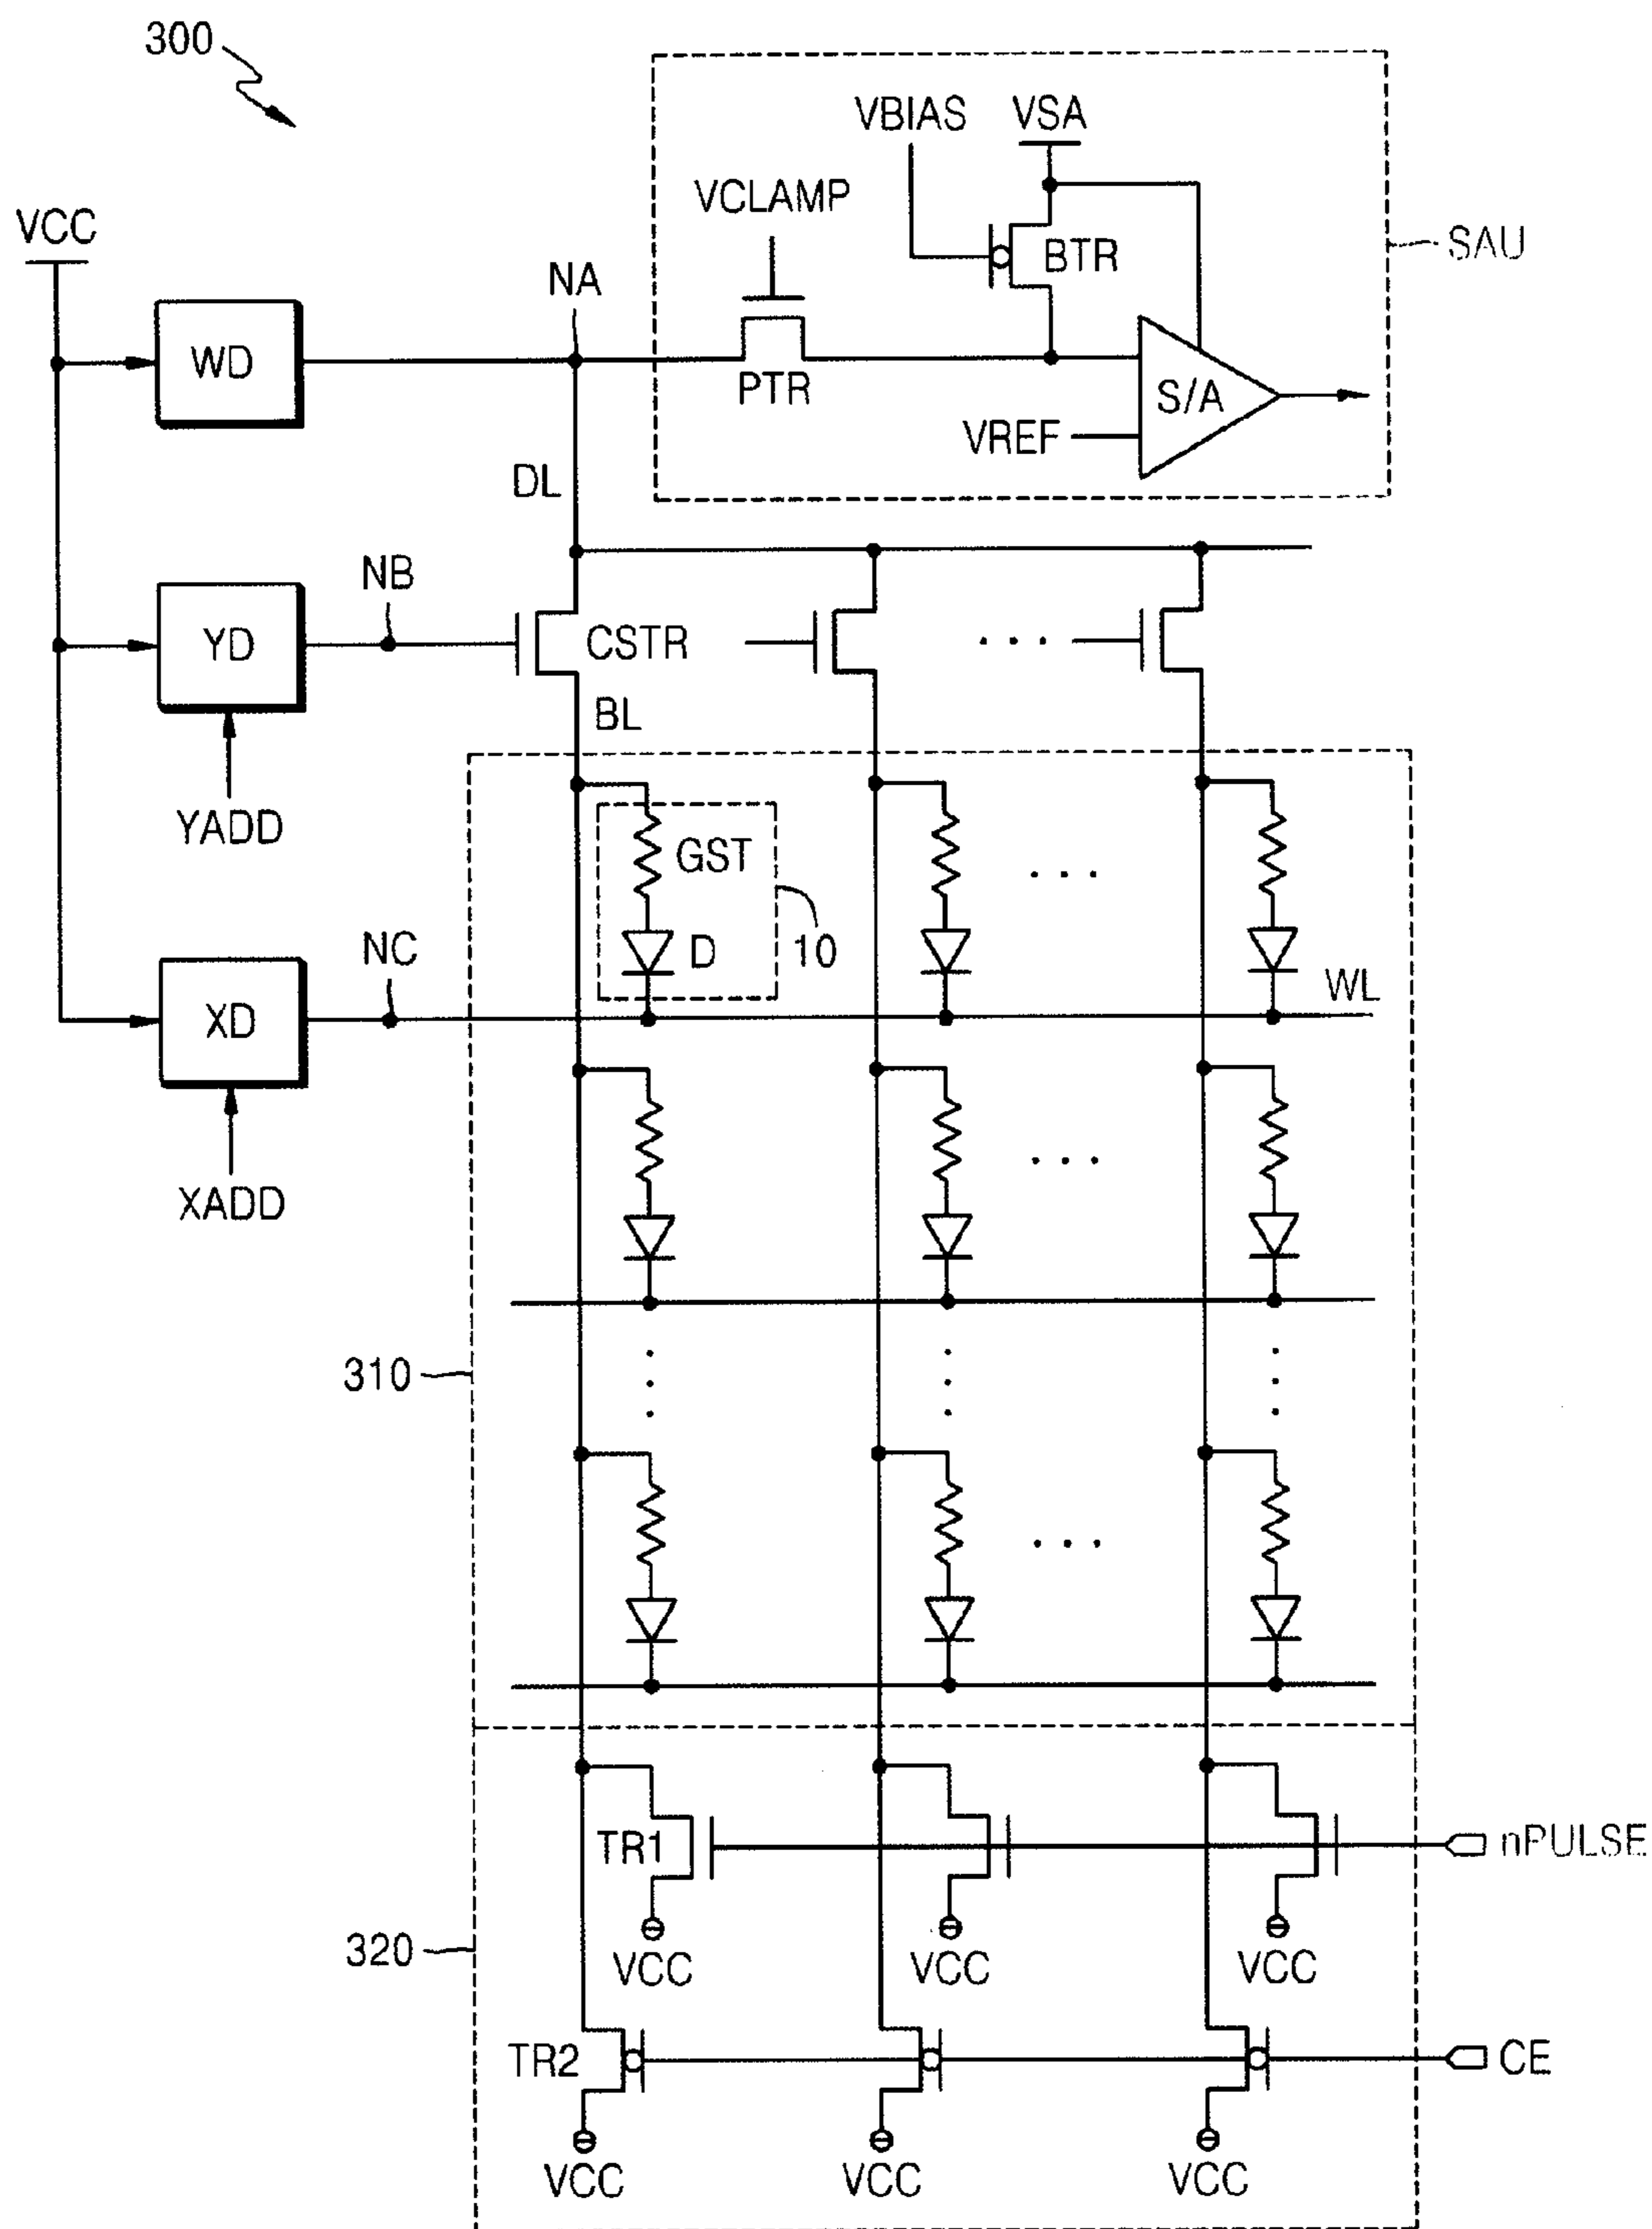 300
VBIAS VSA
VCLAMP
VCC
BTR
SAU
NA
WD
PTR
S/A
VREF
DL
NB
YD
CSTR
BL
YADD
GST
D
10
NC
WL
XD
XADD
310
TR1
nPULSE
VCC VCC VCC
320
TR2
CE
VCC VCC VCC